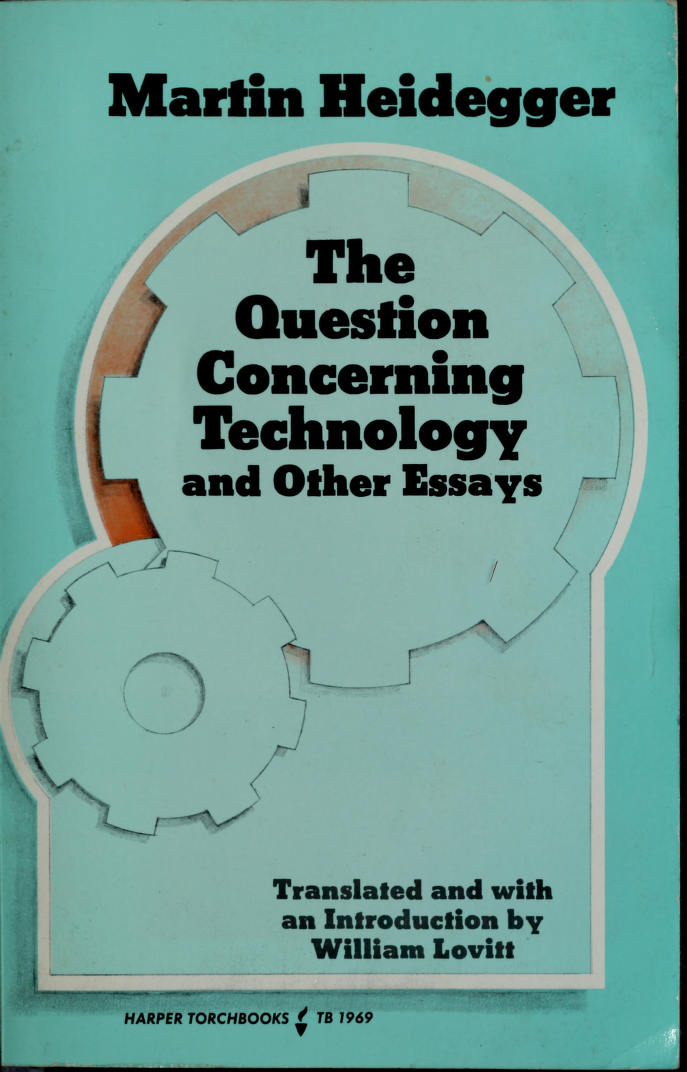 Martin Heidegger
The
Question
Concerning
Technology
and Other Essays
Translated and with
an Introduction by
William Lovitt
HARPER TORCHBOOKS TB 1969